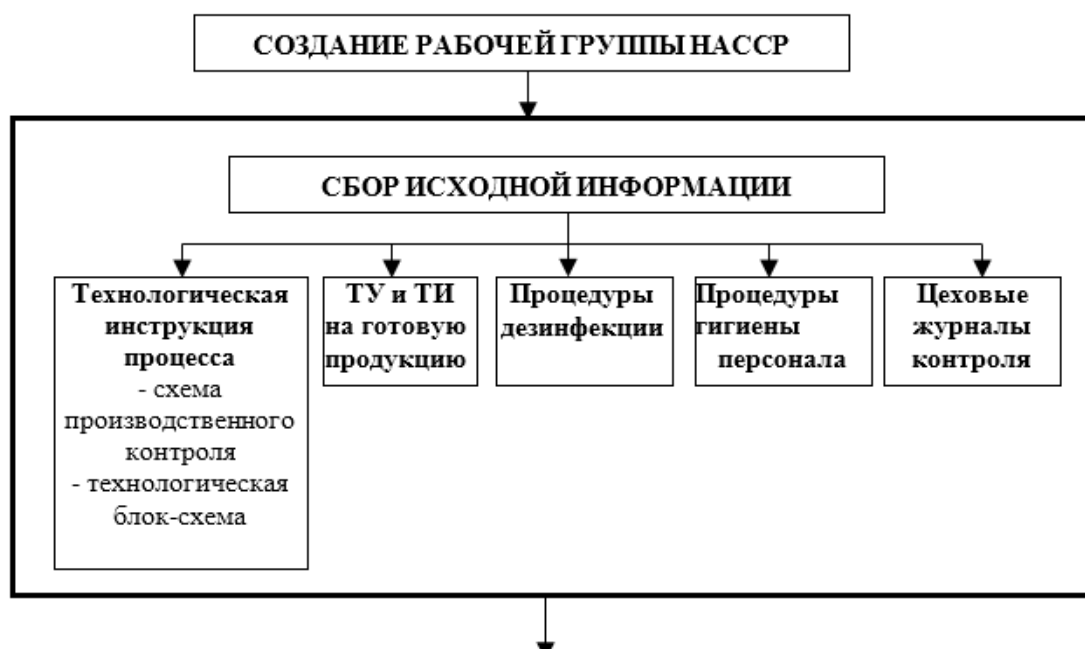 СОЗДАНИЕ РАБОЧЕЙ ГРУППЫ НАССР
СБОР ИСХОДНОЙ ИНФОРМАЦИИ
Технологическая
инструкция
процесса
- схема
производственного
контроля
- технологическая
блок-схема
ТУ и ТИ
на готовую
продукцию
Процедуры
дезинфекции
Процедуры
гигиены
персонала
Цеховые
журналы
контроля